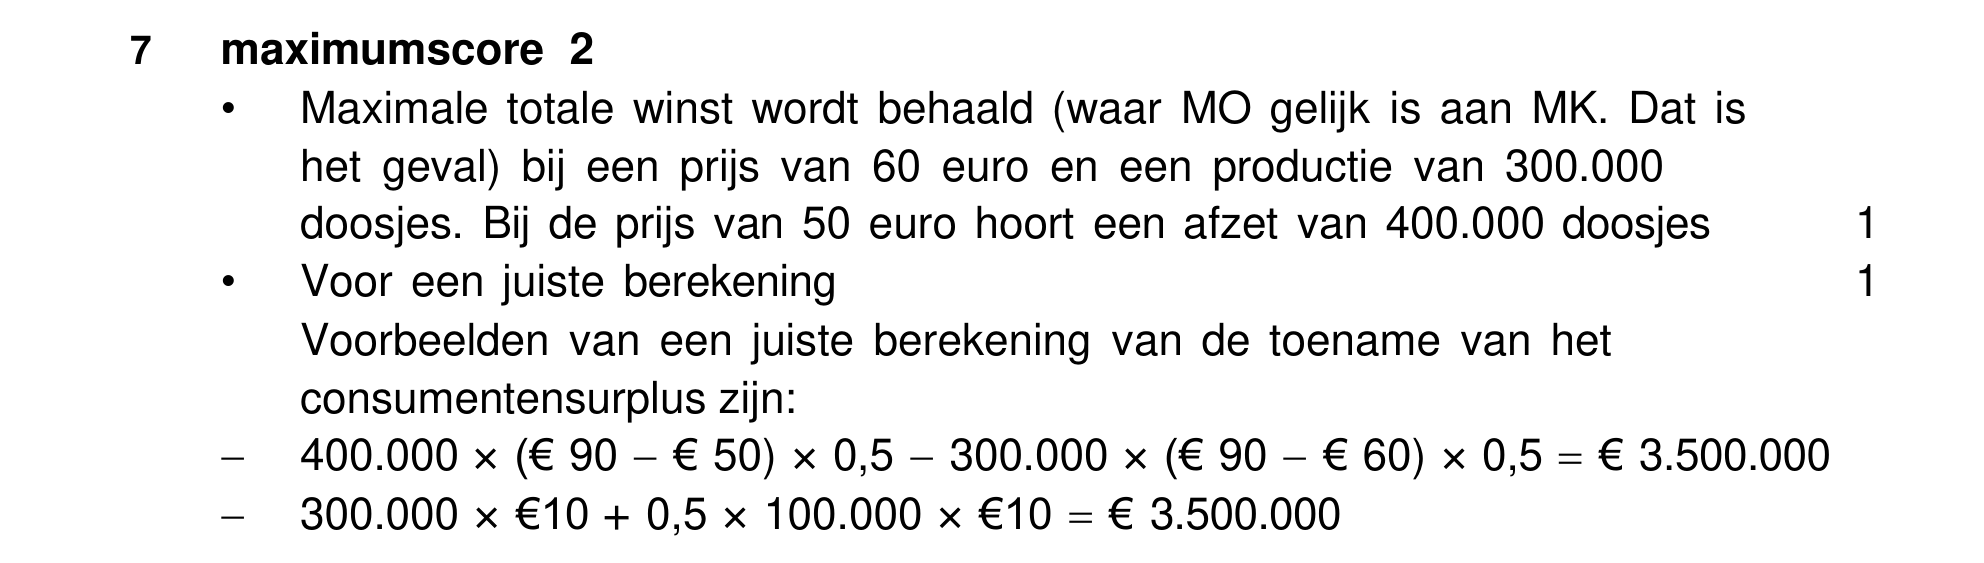 7 maximumscore 2
• Maximale totale winst wordt behaald (waar MO gelijk is aan MK. Dat is
het geval) bij een prijs van 60 euro en een productie van 300.000
doosjes. Bij de prijs van 50 euro hoort een afzet van 400.000 doosjes 1
• Voor een juiste berekening 1
Voorbeelden van een juiste berekening van de toename van het
consumentensurplus zijn:
− 400.000 × (€ 90 − € 50) × 0,5 − 300.000 × (€ 90 − € 60) × 0,5 = € 3.500.000
− 300.000 × €10 + 0,5 × 100.000 × €10 = € 3.500.000